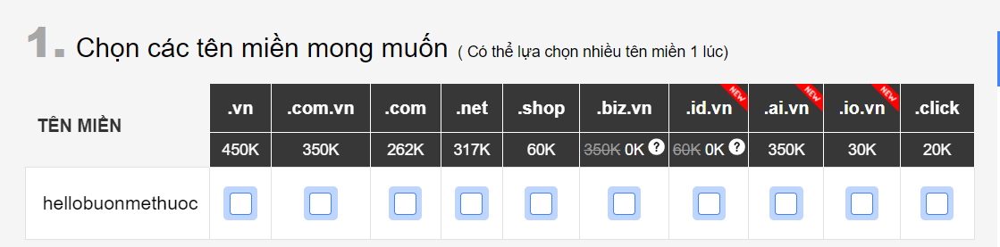 1. Chọn các tên miền mong muốn ( Có thể lựa chọn nhiều tên miền 1 lúc)
TÊN MIỀN .vn .com.vn .com .net .shop .biz.vn .id.vn NEW .ai.vn NEW .io.vn NEW .click
450K 350K 262K 317K 60K 350K 0K ? 60K 0K ? 350K 30K 20K
hellobuonmethuoc